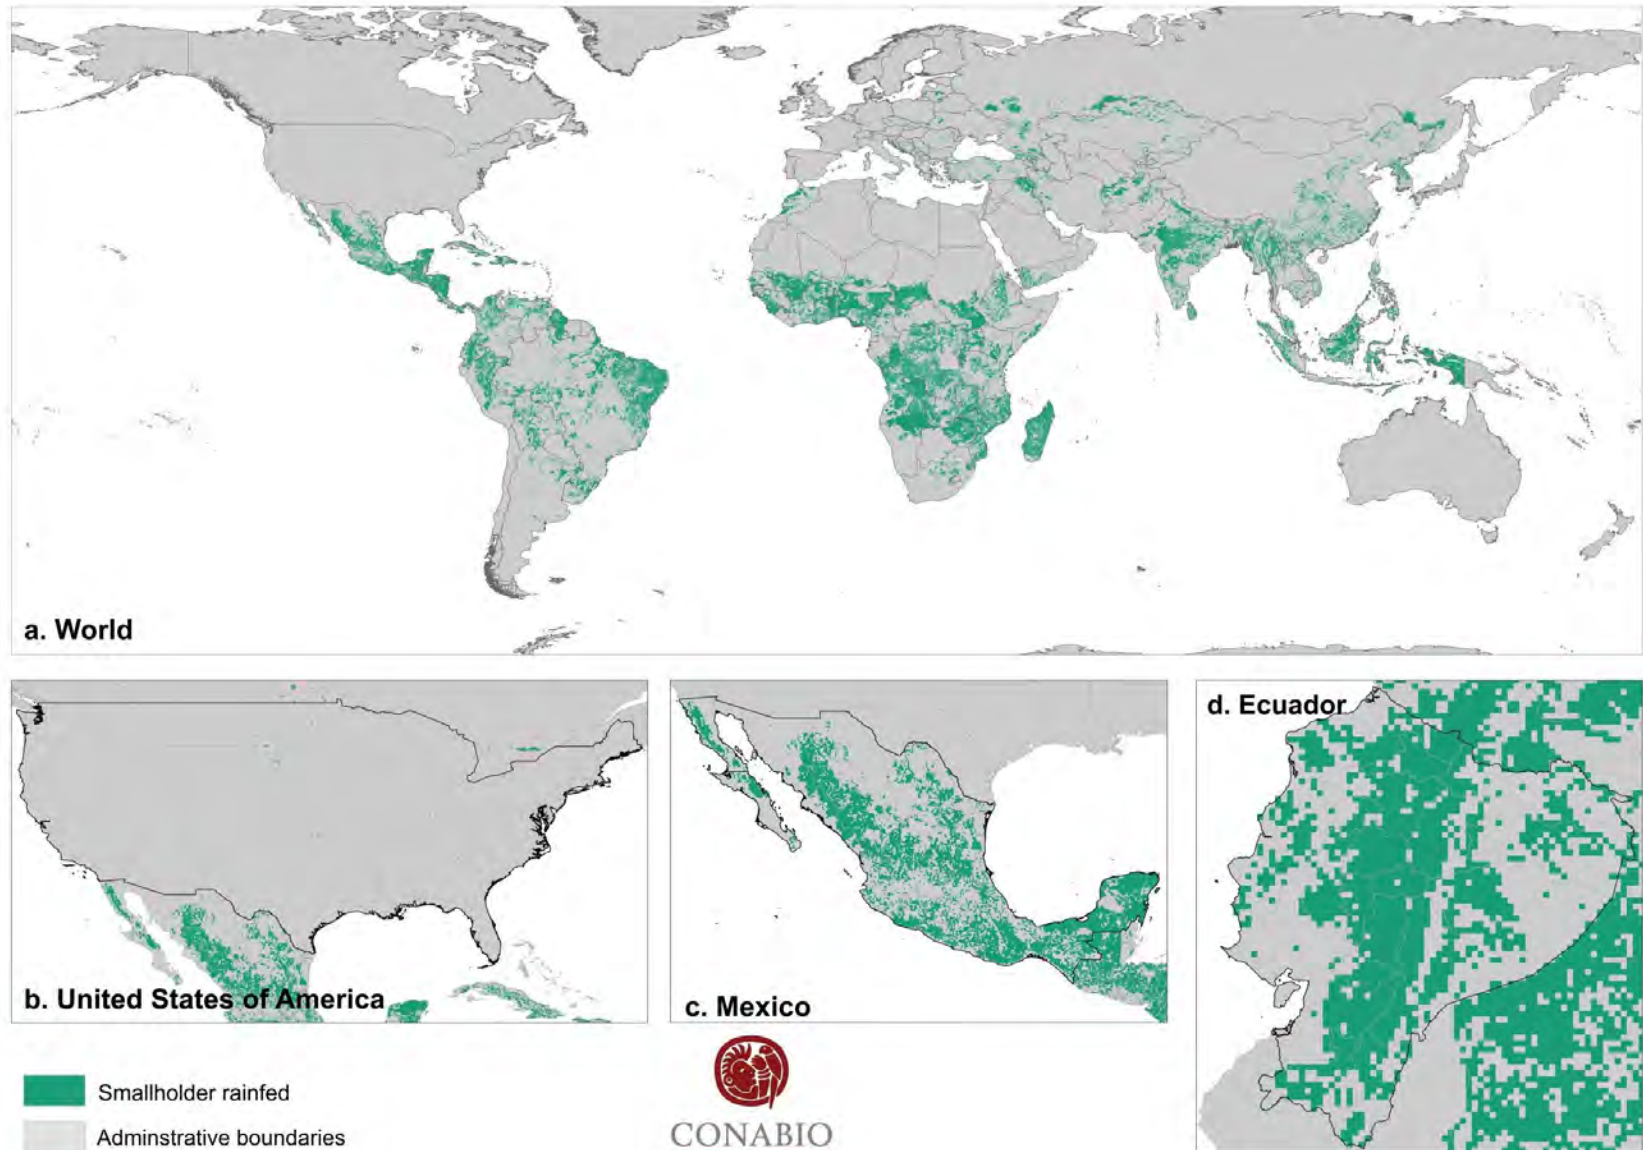 a. World
b. United States of America
c. Mexico
d. Ecuador
Smallholder rainfed
Adminstrative boundaries
CONABIO